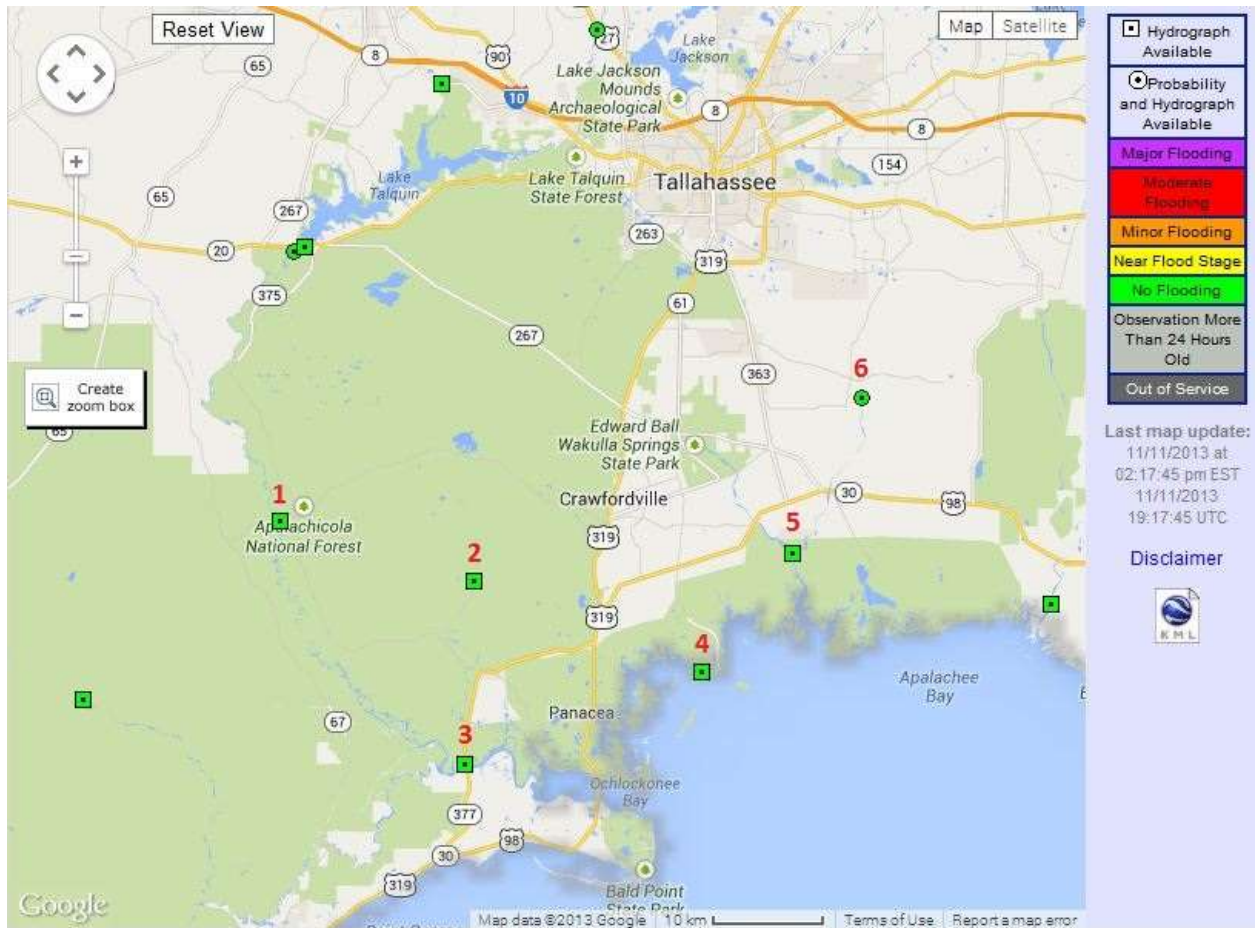 Reset View
Map
Satellite
65
8
90
27
Lake
Jackson
Lake Jackson
Mounds
Archaeological
State Park
10
8
8
154
65
Lake
Talquin
Lake Talquin
State Forest
Tallahassee
267
20
263
319
375
61
267
363
6
Create
zoom box
65
Edward Ball
Wakulla Springs
State Park
1
Apalachicola
National Forest
Crawfordville
30
98
2
319
5
319
4
Apalachee
Bay
67
Panacea
3
Ochlockonee
Bay
377
30
98
319
Bald Point
State Park
Google
Map data ©2013 Google
10 km
Terms of Use
Report a map error
Hydrograph
Available
Probability
and Hydrograph
Available
Major Flooding
Moderate
Flooding
Minor Flooding
Near Flood Stage
No Flooding
Observation More
Than 24 Hours
Old
Out of Service
Last map update:
11/11/2013 at
02:17:45 pm EST
11/11/2013
19:17:45 UTC
Disclaimer
KML